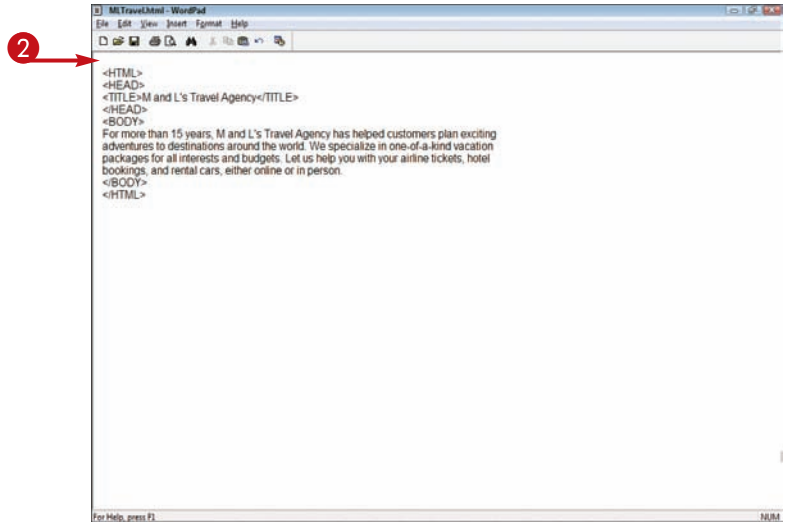 MLTravel.html - WordPad
File Edit View Insert Format Help
2
<HTML>
<HEAD>
<TITLE>M and L's Travel Agency</TITLE>
</HEAD>
<BODY>
For more than 15 years, M and L's Travel Agency has helped customers plan exciting
adventures to destinations around the world. We specialize in one-of-a-kind vacation
packages for all interests and budgets. Let us help you with your airline tickets, hotel
bookings, and rental cars, either online or in person.
</BODY>
</HTML>
For Help, press F1 NUM